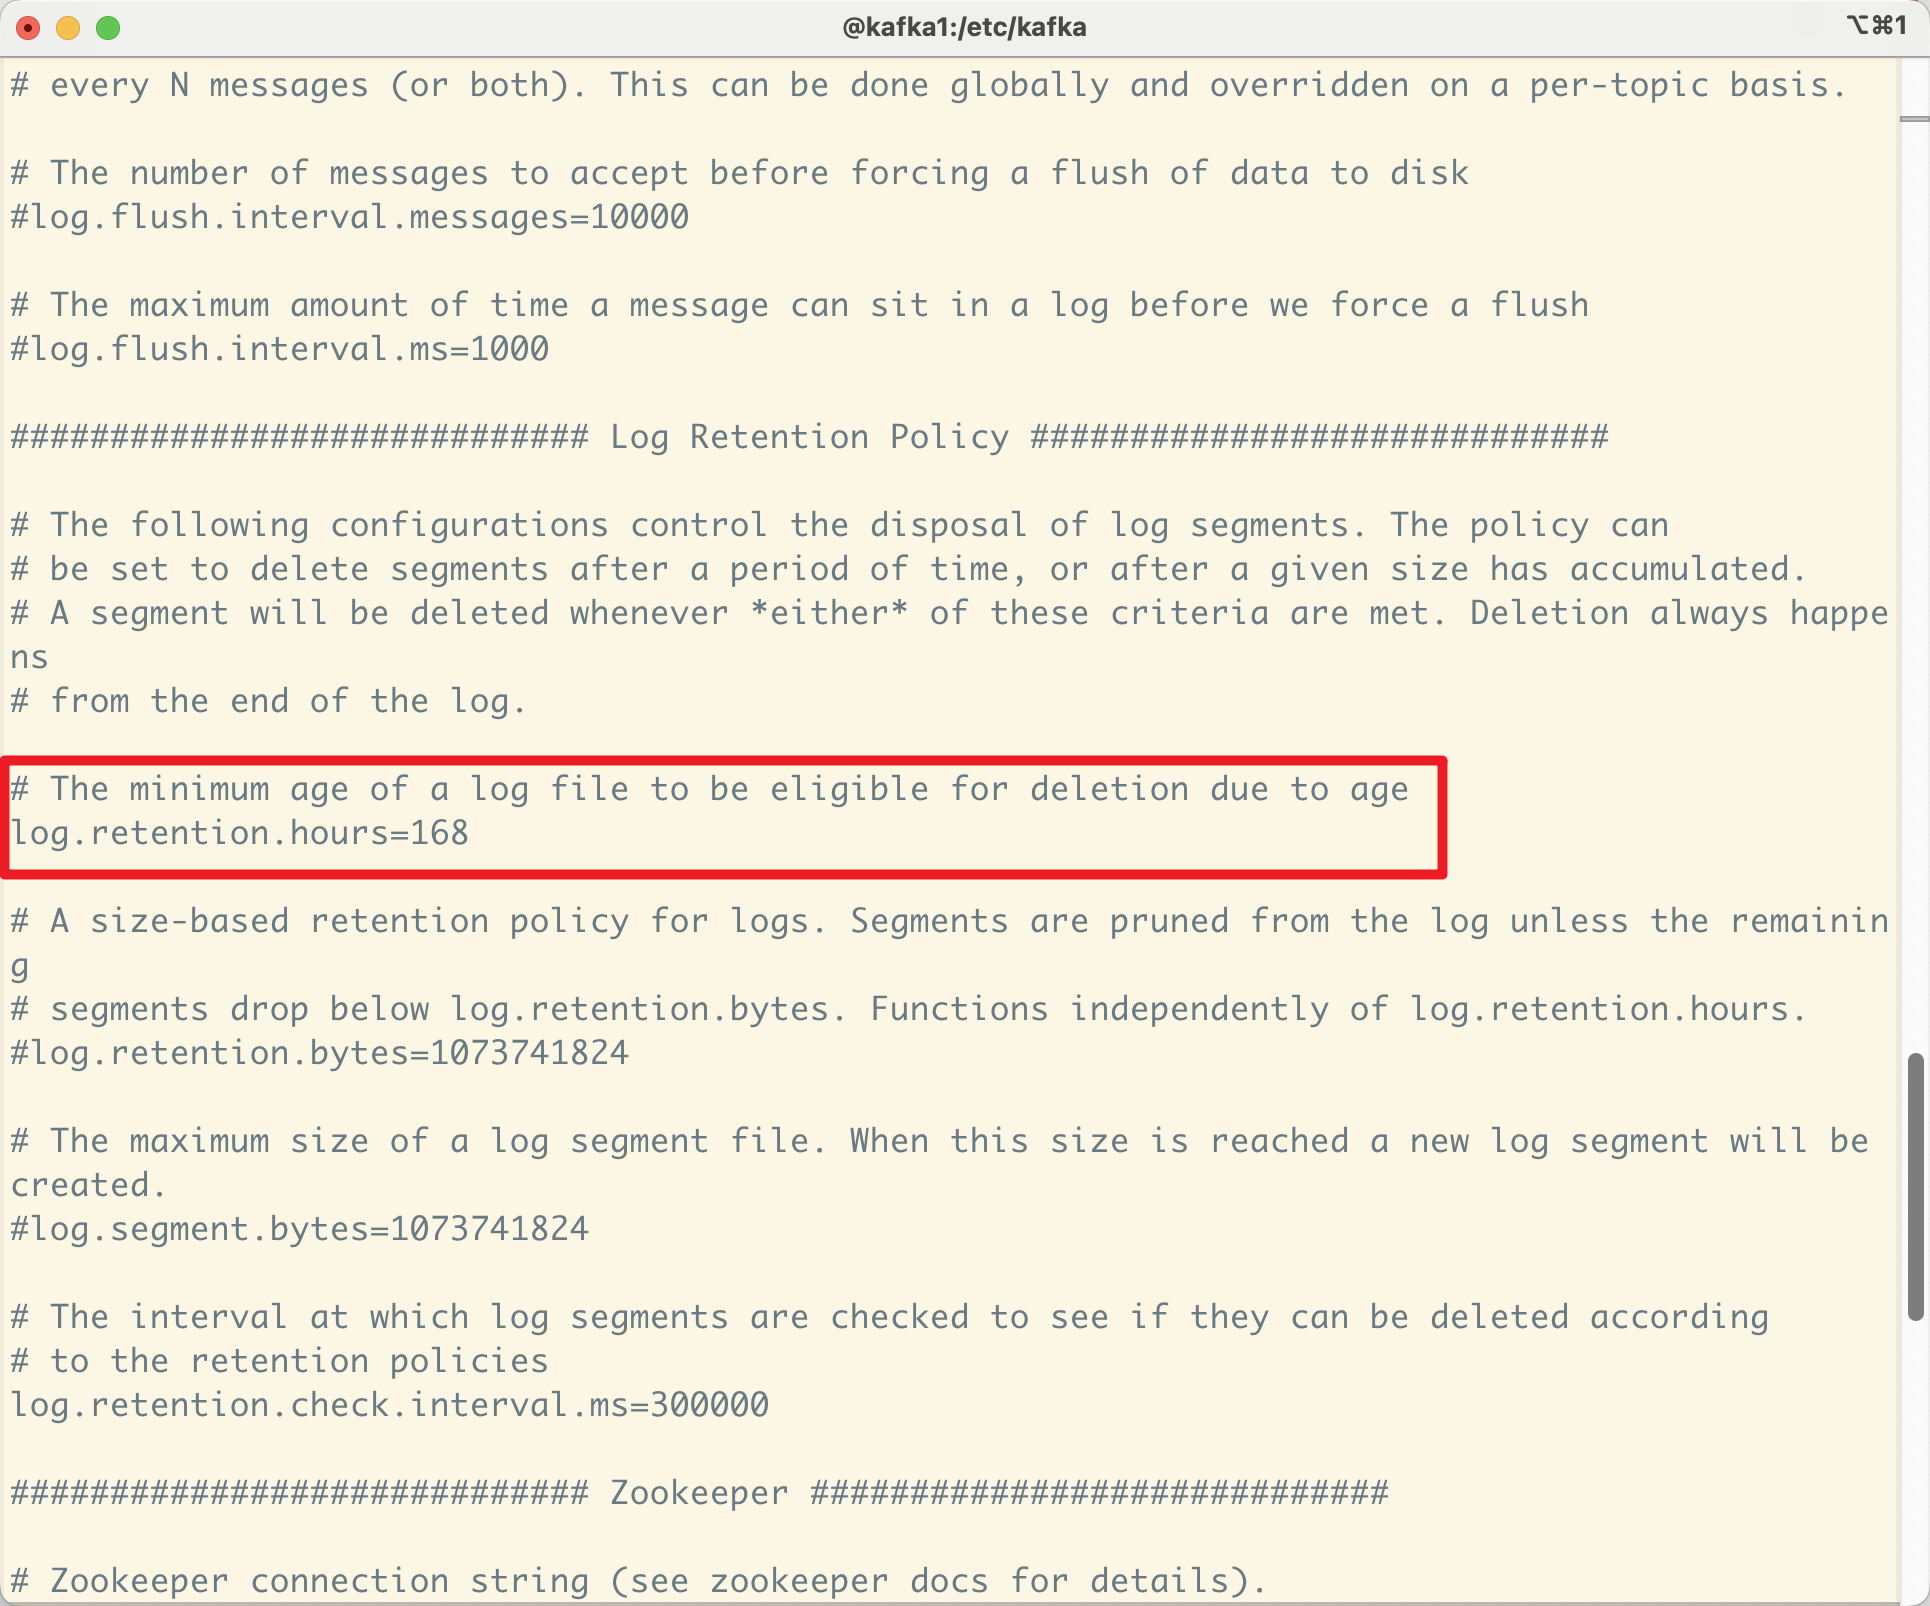 @kafka1:/etc/kafka
⌥⌘1
# every N messages (or both). This can be done globally and overridden on a per-topic basis.
# The number of messages to accept before forcing a flush of data to disk
#log.flush.interval.messages=10000
# The maximum amount of time a message can sit in a log before we force a flush
#log.flush.interval.ms=1000
############################# Log Retention Policy #############################
# The following configurations control the disposal of log segments. The policy can
# be set to delete segments after a period of time, or after a given size has accumulated.
# A segment will be deleted whenever *either* of these criteria are met. Deletion always happe
ns
# from the end of the log.
# The minimum age of a log file to be eligible for deletion due to age
log.retention.hours=168
# A size-based retention policy for logs. Segments are pruned from the log unless the remainin
g
# segments drop below log.retention.bytes. Functions independently of log.retention.hours.
#log.retention.bytes=1073741824
# The maximum size of a log segment file. When this size is reached a new log segment will be
created.
#log.segment.bytes=1073741824
# The interval at which log segments are checked to see if they can be deleted according
# to the retention policies
log.retention.check.interval.ms=300000
############################# Zookeeper #############################
# Zookeeper connection string (see zookeeper docs for details).